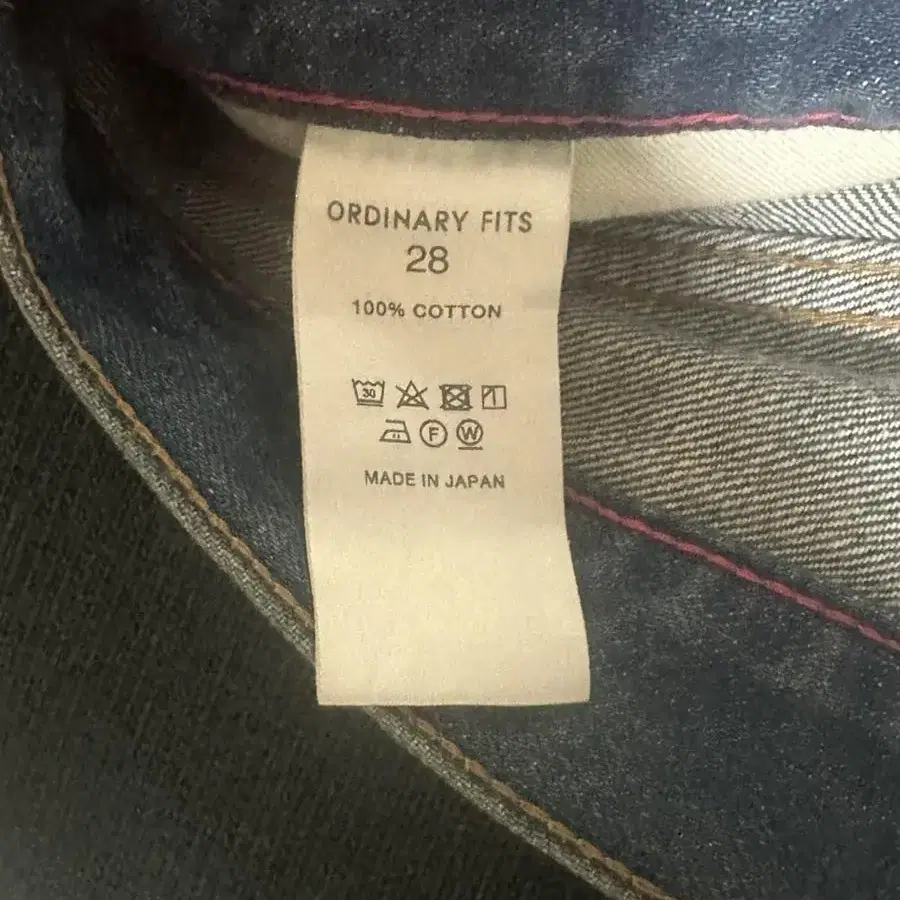 ORDINARY FITS
28
100% COTTON
30
F W
MADE IN JAPAN